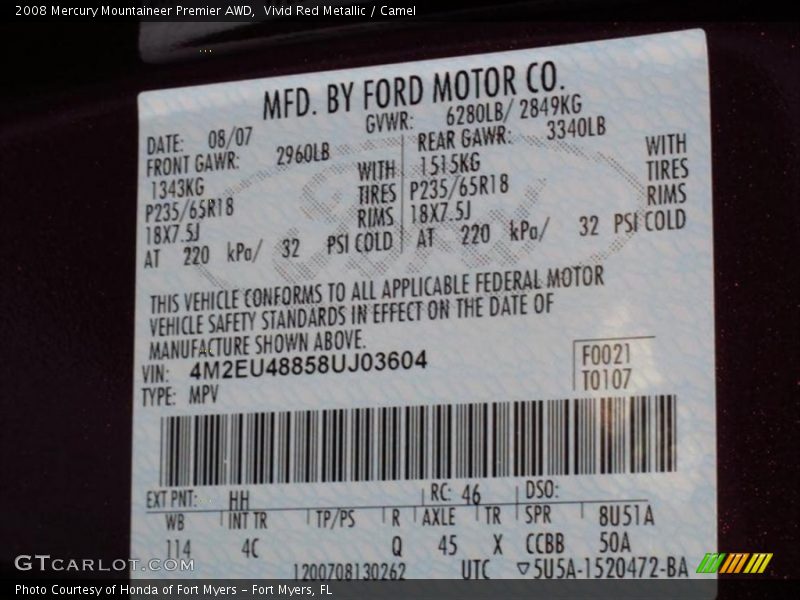 2008 Mercury Mountaineer Premier AWD, Vivid Red Metallic / Camel
MFD. BY FORD MOTOR CO.
DATE: 08/07 GVWR: 6280LB/ 2849KG
FRONT GAWR: 2960LB REAR GAWR: 3340LB
1343KG WITH 1515KG WITH
P235/65R18 TIRES P235/65R18 TIRES
18X7.5J RIMS 18X7.5J RIMS
AT 220 kPa/ 32 PSI COLD AT 220 kPa/ 32 PSI COLD
THIS VEHICLE CONFORMS TO ALL APPLICABLE FEDERAL MOTOR
VEHICLE SAFETY STANDARDS IN EFFECT ON THE DATE OF
MANUFACTURE SHOWN ABOVE.
VIN: 4M2EU48858UJ03604 F0021
TYPE: MPV T0107
EXT PNT: HH RC: 46 DSO:
WB INT TR TP/PS R AXLE TR SPR 8U51A
114 4C Q 45 X CCBB 50A
1200708130262 UTC ▽5U5A-1520472-BA
GTCARLOT.COM
Photo Courtesy of Honda of Fort Myers – Fort Myers, FL